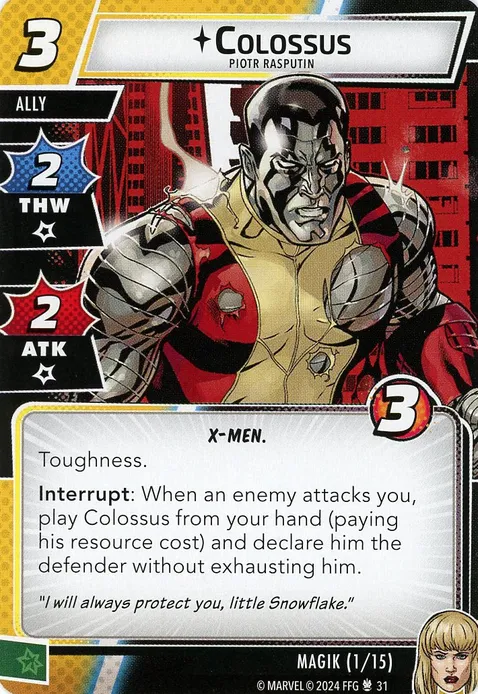 3
Colossus
PIOTR RASPUTIN
ALLY
2
THW
2
ATK
3
X-MEN.
Toughness.
Interrupt: When an enemy attacks you,
play Colossus from your hand (paying
his resource cost) and declare him the
defender without exhausting him.
"I will always protect you, little Snowflake."
MAGIK (1/15)
© MARVEL © 2024 FFG 31